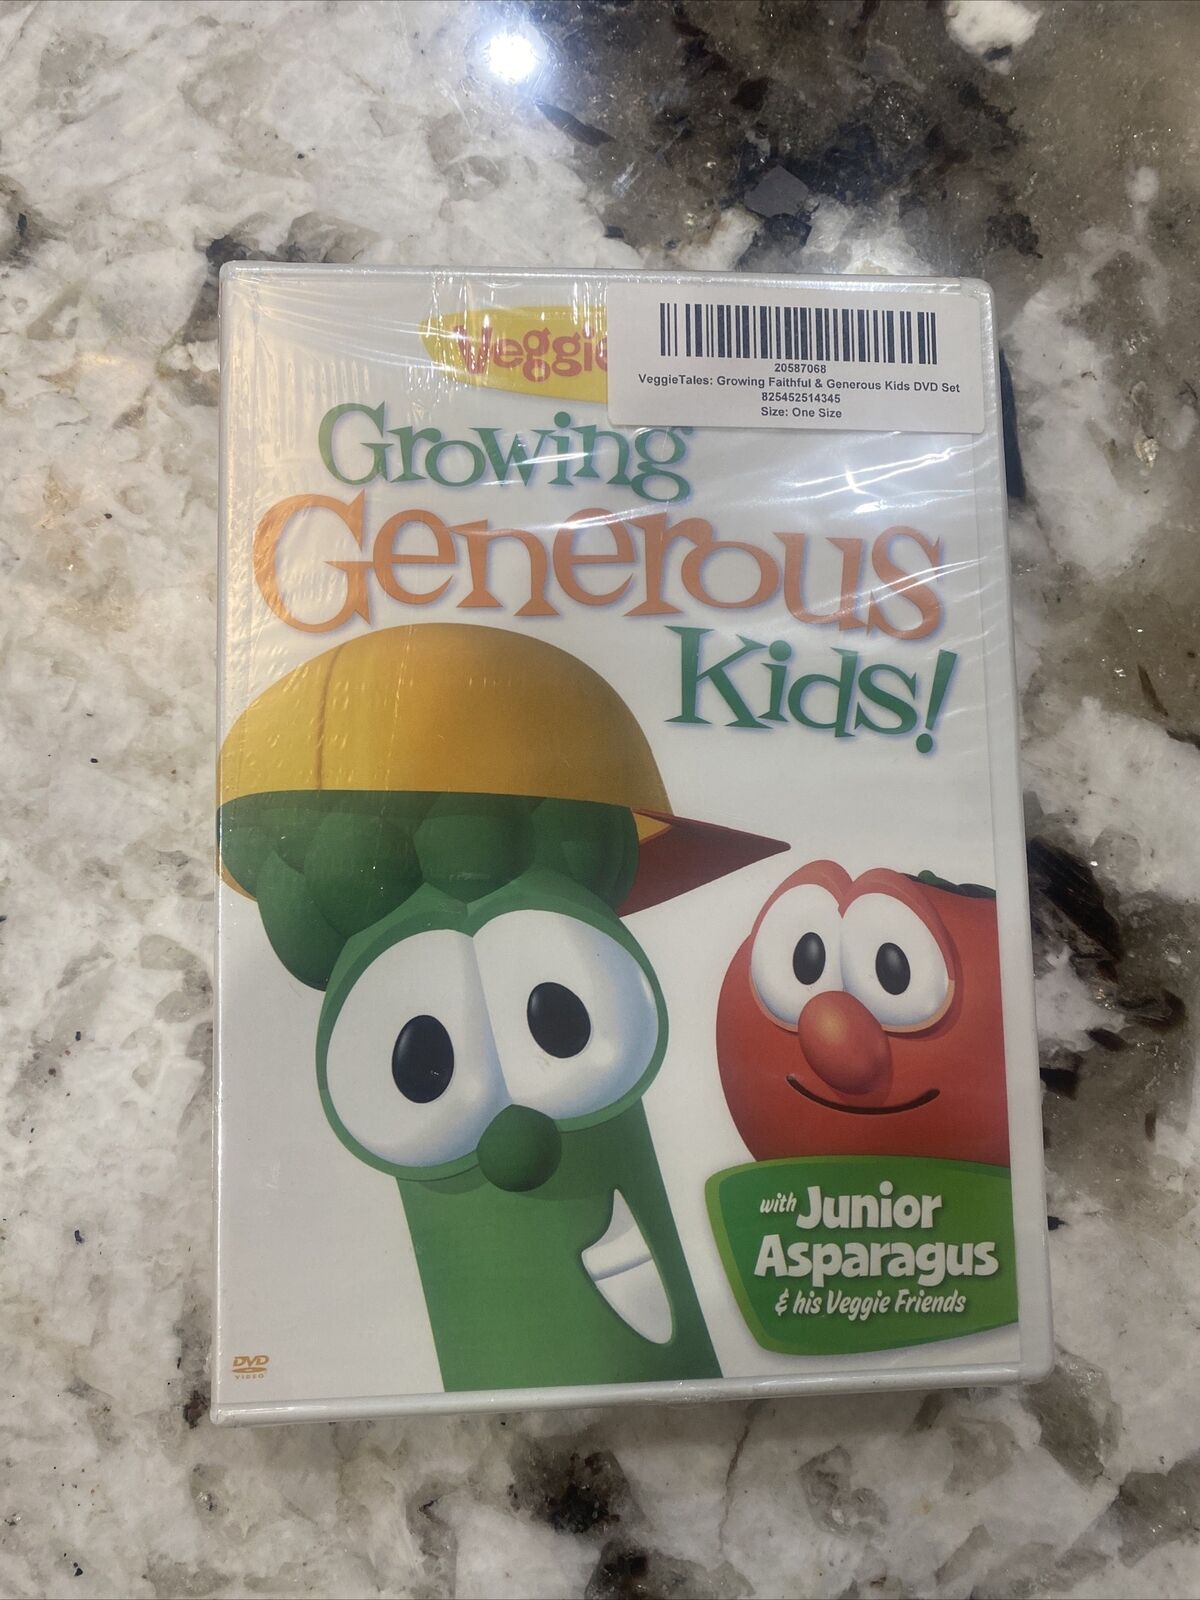 Veggie
20587068
VeggieTales: Growing Faithful & Generous Kids DVD Set
825452514345
Size: One Size
Growing
Generous
Kids!
with Junior
Asparagus
& his Veggie Friends
DVD
VIDEO